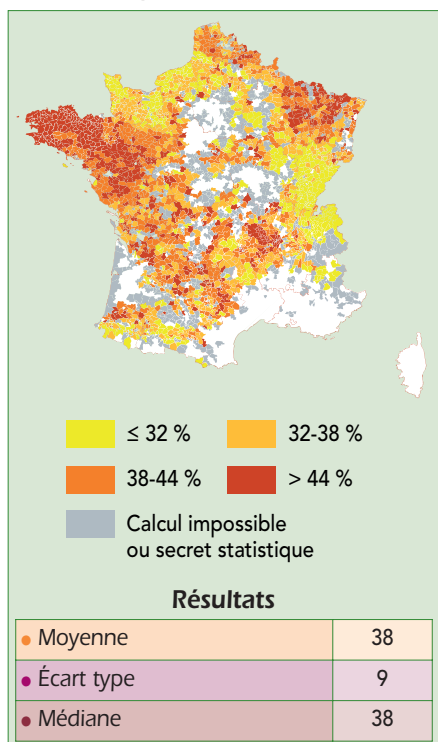 ≤ 32 %
32-38 %
38-44 %
> 44 %
Calcul impossible
ou secret statistique
Résultats
• Moyenne 38
• Écart type 9
• Médiane 38